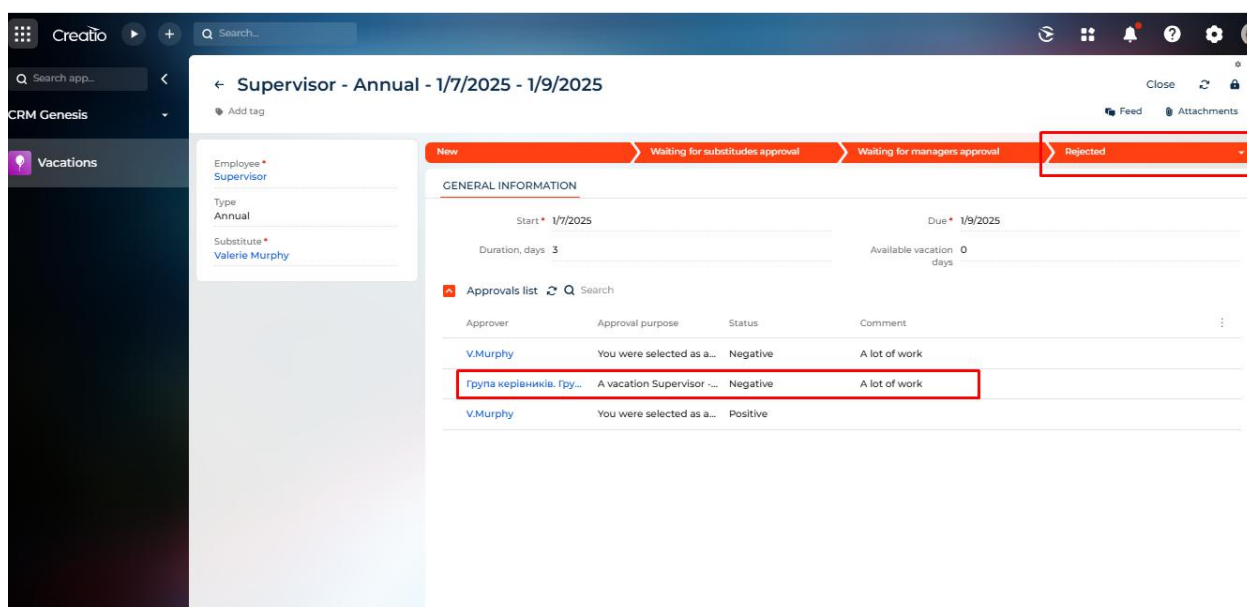 Creatio
Search...
Search app...
CRM Genesis
Vacations
Supervisor - Annual - 1/7/2025 - 1/9/2025
Add tag
Close
Feed
Attachments
Employee *
Supervisor
Type
Annual
Substitute *
Valerie Murphy
New
Waiting for substitudes approval
Waiting for managers approval
Rejected
GENERAL INFORMATION
Start * 1/7/2025
Due * 1/9/2025
Duration, days 3
Available vacation days 0
Approvals list
Search
Approver Approval purpose Status Comment
V.Murphy You were selected as a... Negative A lot of work
Група керівників. Гру... A vacation Supervisor -... Negative A lot of work
V.Murphy You were selected as a... Positive